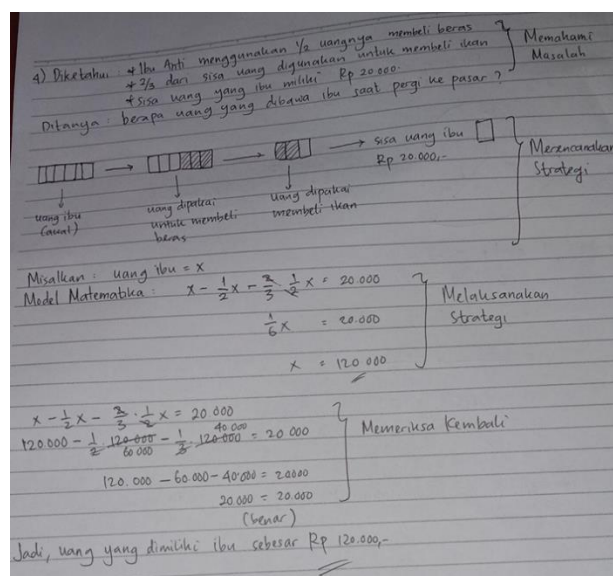 4) Diketahui : * Ibu Anti menggunakan 1/2 uangnya membeli beras
* 2/3 dari sisa uang digunakan untuk membeli ikan
* sisa uang yang ibu miliki Rp 20.000.
Ditanya : berapa uang yang dibawa ibu saat pergi ke pasar ?
Memahami
Masalah
uang ibu
(awal)
uang dipakai
untuk membeli
beras
uang dipakai
membeli ikan
sisa uang ibu
Rp 20.000,-
Merencanakan
Strategi
Misalkan : uang ibu = x
Model Matematika : x - 1/2 x - 2/3 . 1/2 x = 20.000
1/6 x = 20.000
x = 120.000
Melaksanakan
Strategi
x - 1/2 x - 2/3 . 1/2 x = 20.000
40.000
120.000 - 1/2 . 120.000 - 1/3 . 120.000 = 20.000
60.000
120.000 - 60.000 - 40.000 = 20.000
20.000 = 20.000
(benar)
Memeriksa Kembali
Jadi, uang yang dimiliki ibu sebesar Rp 120.000,-